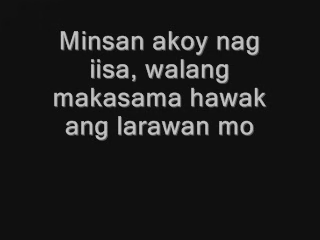 Minsan akoy nag
iisa, walang
makasama hawak
ang larawan mo